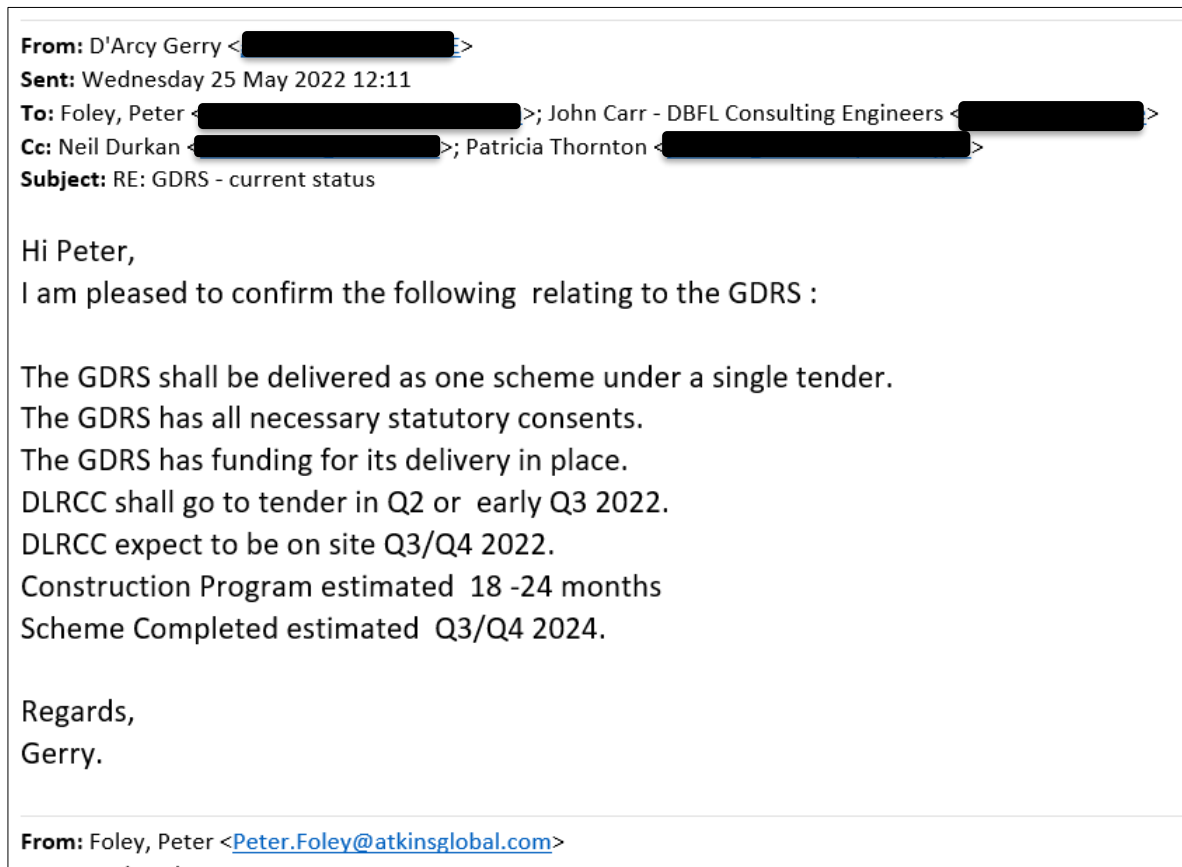 From: D'Arcy Gerry < >
Sent: Wednesday 25 May 2022 12:11
To: Foley, Peter < >; John Carr - DBFL Consulting Engineers < >
Cc: Neil Durkan < >; Patricia Thornton < >
Subject: RE: GDRS - current status
Hi Peter,
I am pleased to confirm the following relating to the GDRS :
The GDRS shall be delivered as one scheme under a single tender.
The GDRS has all necessary statutory consents.
The GDRS has funding for its delivery in place.
DLRCC shall go to tender in Q2 or early Q3 2022.
DLRCC expect to be on site Q3/Q4 2022.
Construction Program estimated 18 -24 months
Scheme Completed estimated Q3/Q4 2024.
Regards,
Gerry.
From: Foley, Peter <Peter.Foley@atkinsglobal.com>